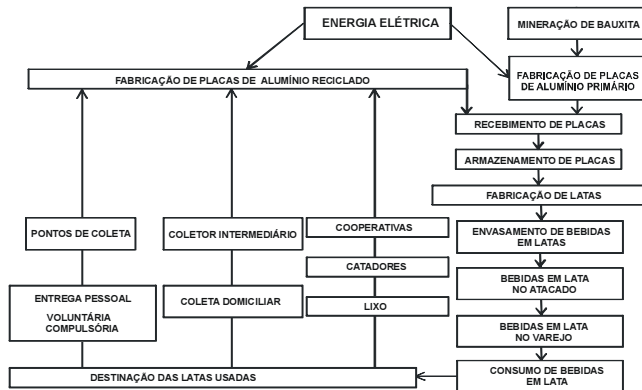 ENERGIA ELÉTRICA
MINERAÇÃO DE BAUXITA
FABRICAÇÃO DE PLACAS DE ALUMÍNIO RECICLADO
FABRICAÇÃO DE PLACAS
DE ALUMÍNIO PRIMÁRIO
RECEBIMENTO DE PLACAS
ARMAZENAMENTO DE PLACAS
FABRICAÇÃO DE LATAS
PONTOS DE COLETA
COLETOR INTERMEDIÁRIO
COOPERATIVAS
ENVASAMENTO DE BEBIDAS
EM LATAS
CATADORES
BEBIDAS EM LATA
NO ATACADO
ENTREGA PESSOAL
VOLUNTÁRIA
COMPULSÓRIA
COLETA DOMICILIAR
LIXO
BEBIDAS EM LATA
NO VAREJO
DESTINAÇÃO DAS LATAS USADAS
CONSUMO DE BEBIDAS
EM LATA